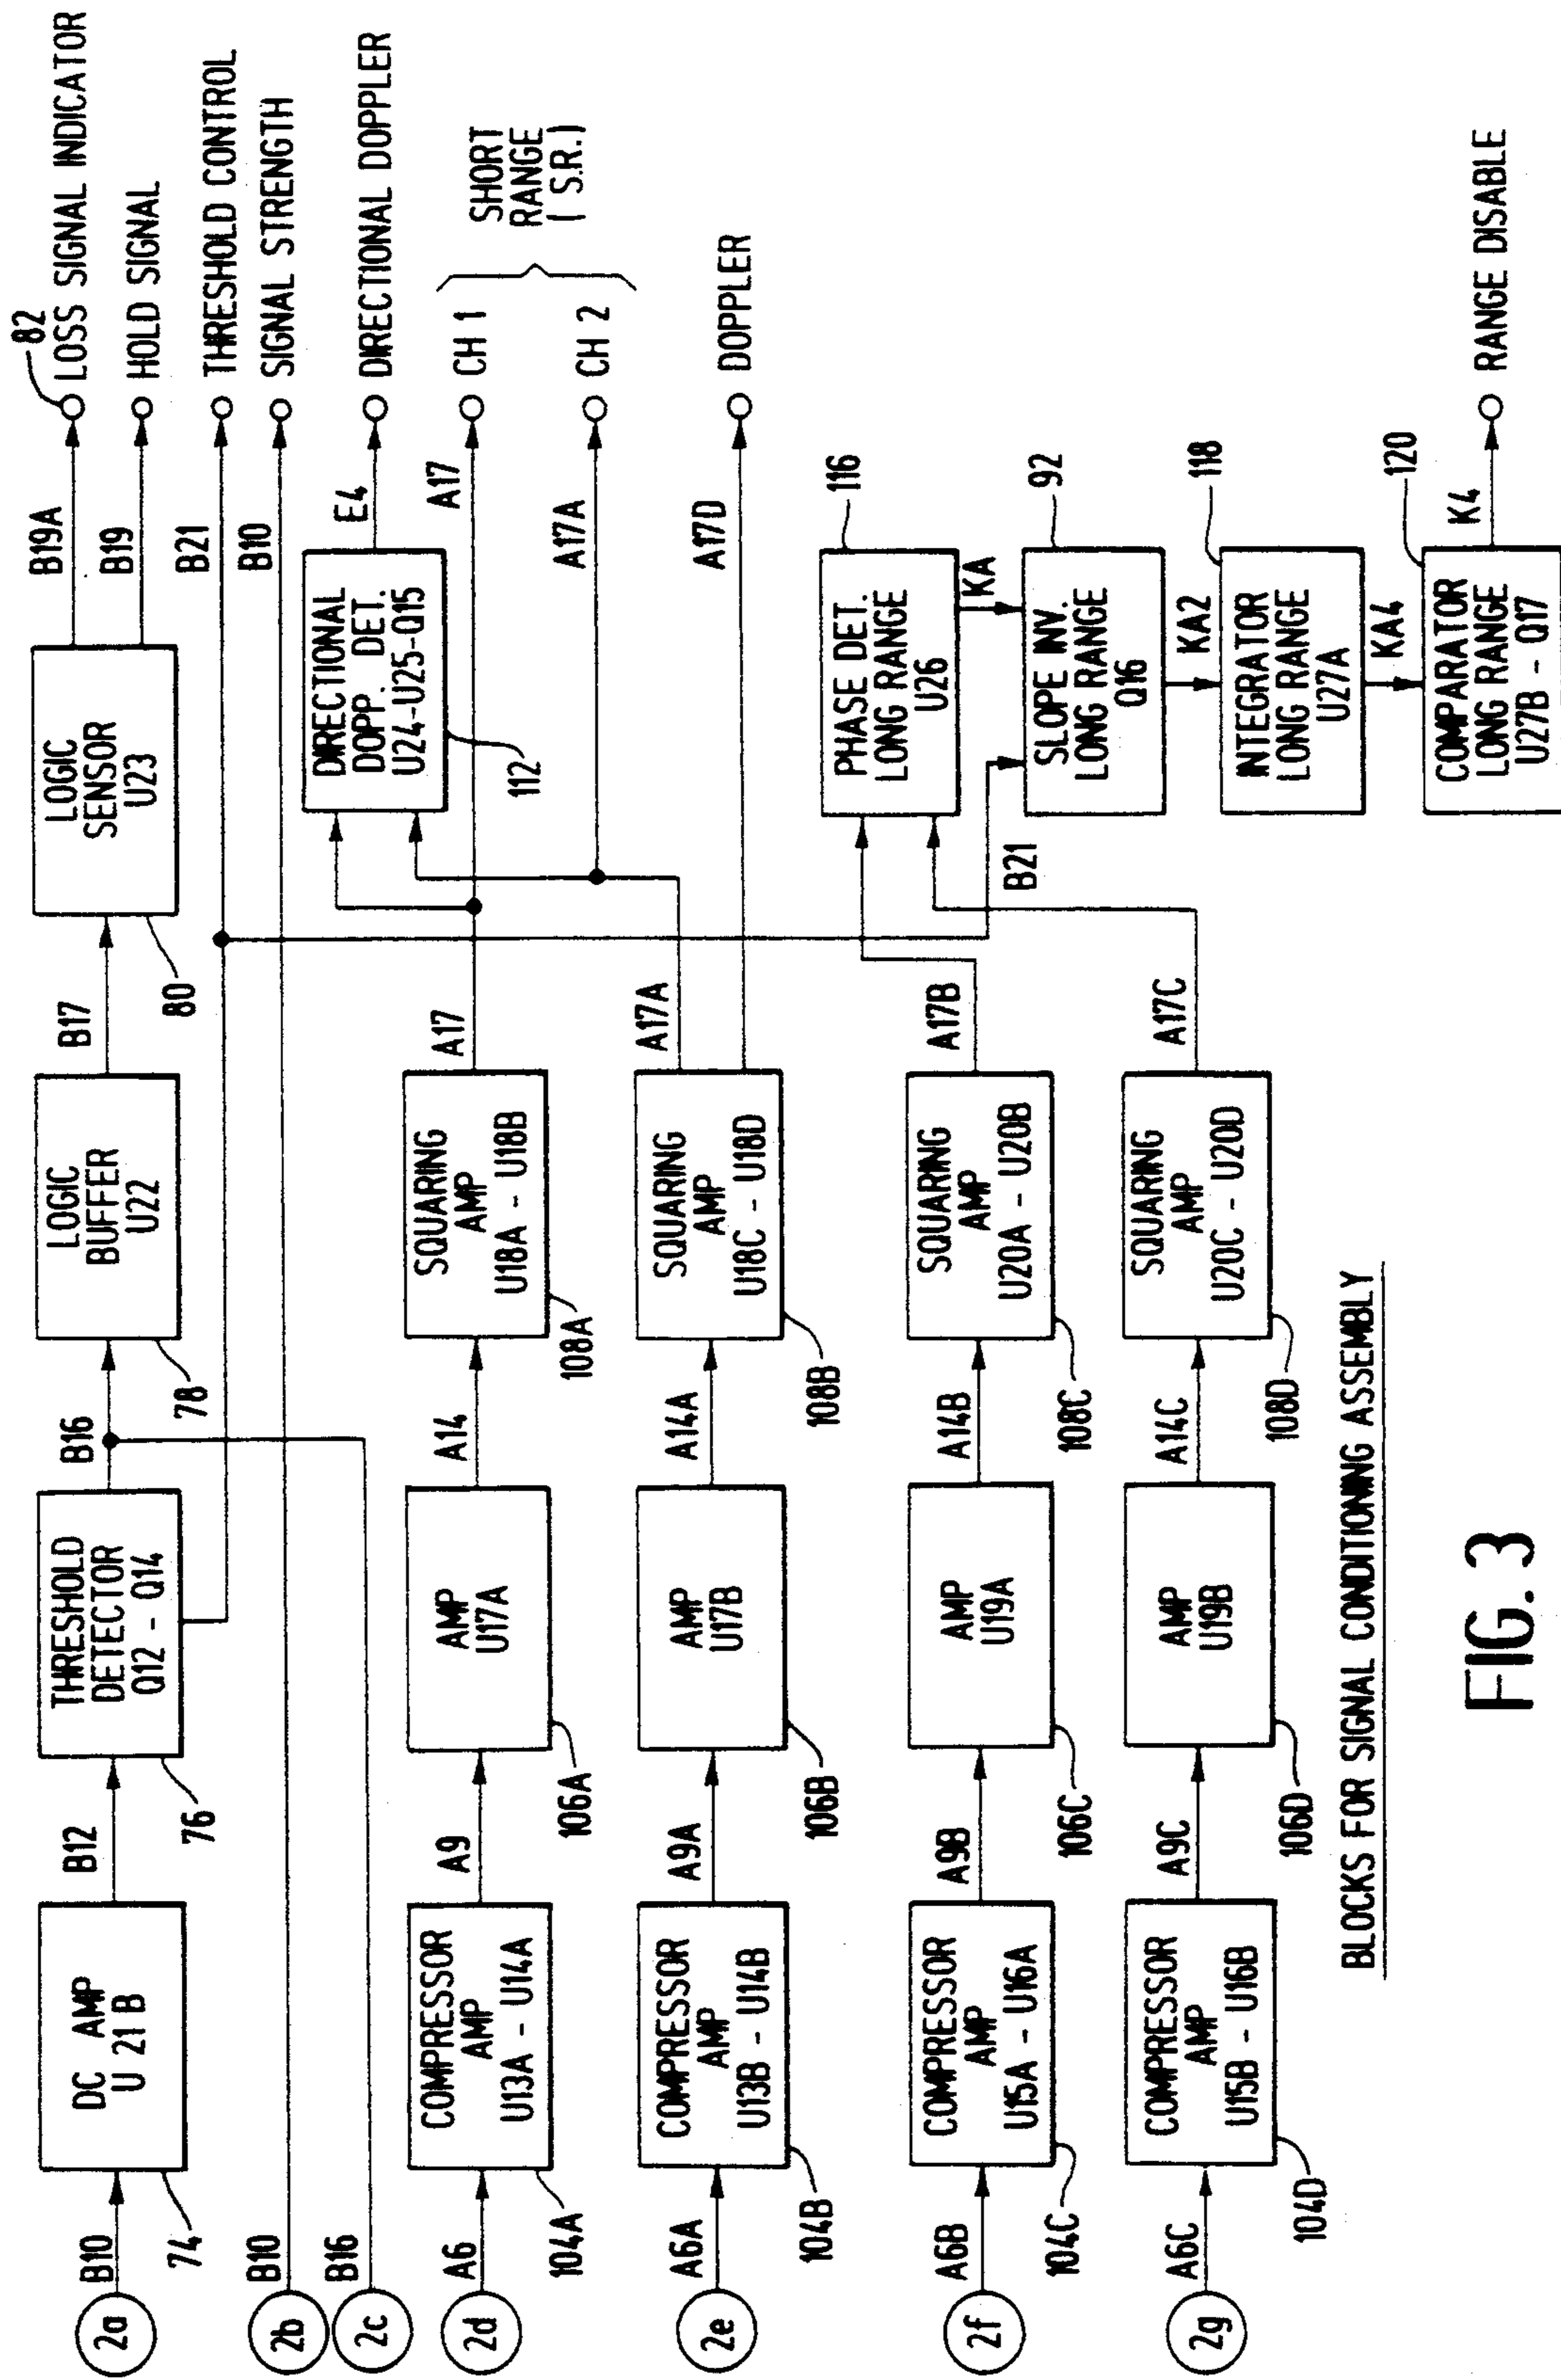 2a
B10
DC AMP
U 21 B
74
B12
THRESHOLD
DETECTOR
Q12 - Q14
76
B16
LOGIC
BUFFER
U22
78
B17
LOGIC
SENSOR
U23
80
B19A
82
LOSS SIGNAL INDICATOR
B19
HOLD SIGNAL
B21
THRESHOLD CONTROL
2b
B10
B10
SIGNAL STRENGTH
2c
B16
DIRECTIONAL
DOPP. DET.
U24-U25-Q15
112
E4
DIRECTIONAL DOPPLER
2d
A6
COMPRESSOR
AMP
U13A - U14A
104A
A9
AMP
U17A
106A
A14
SQUARING
AMP
U18A - U18B
108A
A17
A17
CH 1
SHORT
RANGE
( S.R.)
2e
A6A
COMPRESSOR
AMP
U13B - U14B
104B
A9A
AMP
U17B
106B
A14A
SQUARING
AMP
U18C - U18D
108B
A17A
A17A
CH 2
A17D
DOPPLER
2f
A6B
COMPRESSOR
AMP
U15A - U16A
104C
A9B
AMP
U19A
106C
A14B
SQUARING
AMP
U20A - U20B
108C
A17B
PHASE DET.
LONG RANGE
U26
116
KA
2g
A6C
COMPRESSOR
AMP
U15B - U16B
104D
A9C
AMP
U19B
106D
A14C
SQUARING
AMP
U20C - U20D
108D
A17C
B21
SLOPE INV.
LONG RANGE
Q16
92
KA2
INTEGRATOR
LONG RANGE
U27A
118
KA4
COMPARATOR
LONG RANGE
U27B - Q17
120
K4
RANGE DISABLE
BLOCKS FOR SIGNAL CONDITIONING ASSEMBLY
FIG. 3